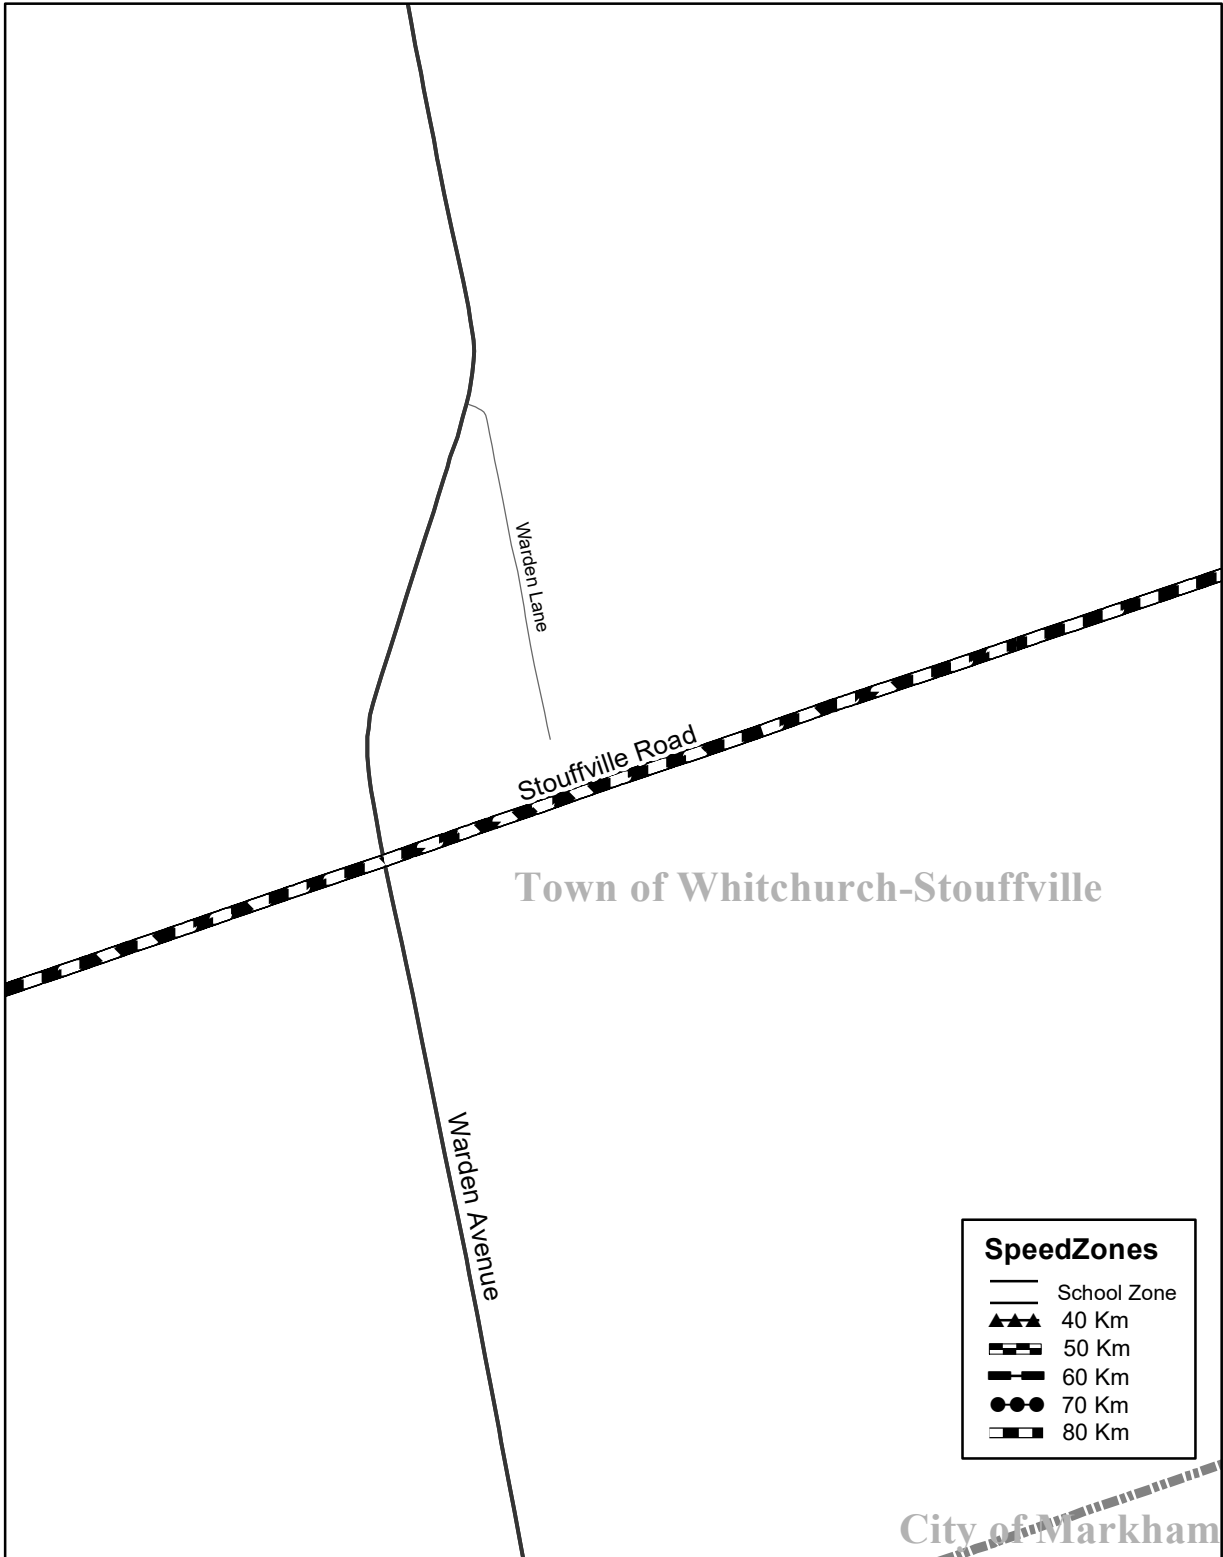 Warden Lane
Stouffville Road
Town of Whitchurch-Stouffville
Warden Avenue
SpeedZones
School Zone
40 Km
50 Km
60 Km
70 Km
80 Km
City of Markham